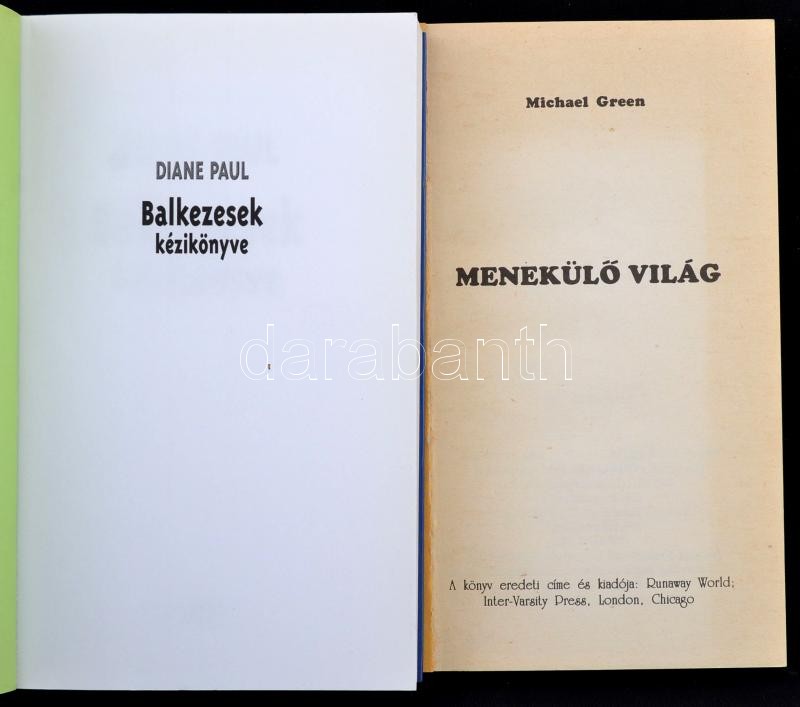 DIANE PAUL
Balkezesek
kézikönyve
Michael Green
MENEKÜLŐ VILÁG
A könyv eredeti címe és kiadója: Runaway World;
Inter-Varsity Press, London, Chicago
darabanth